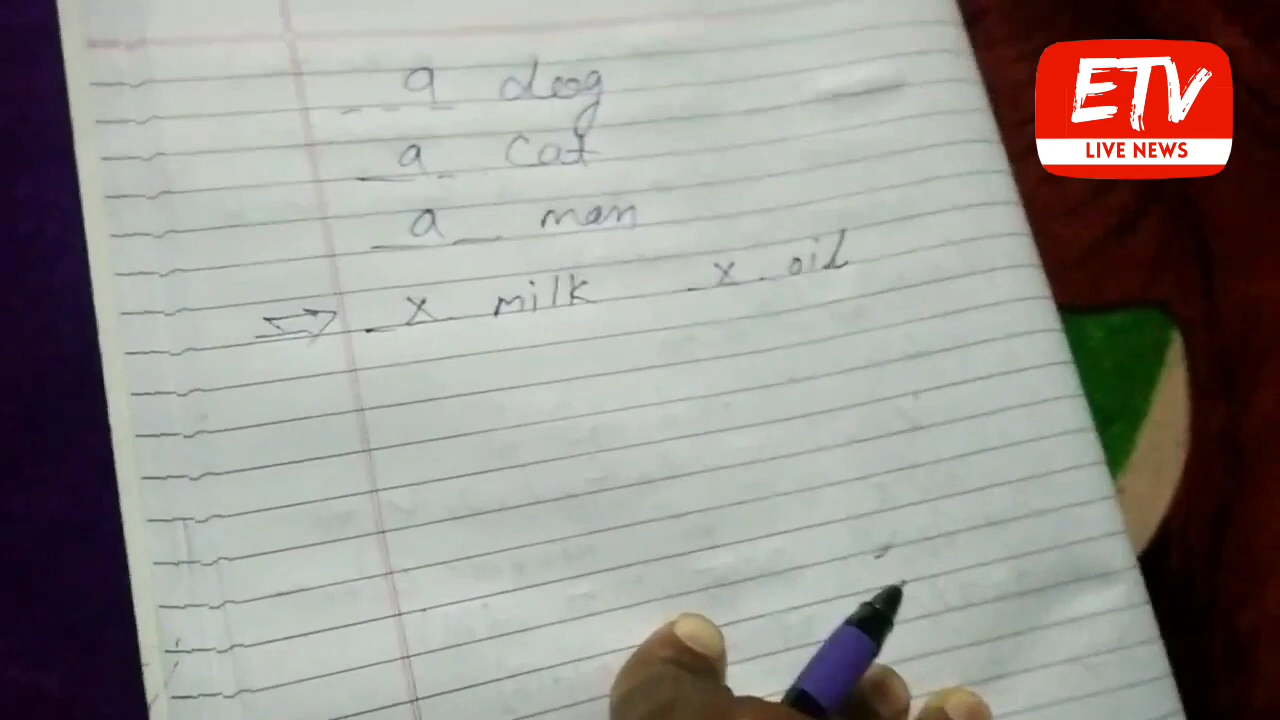 a dog
a cat
a man
⇒ x milk x oil
ETV
LIVE NEWS